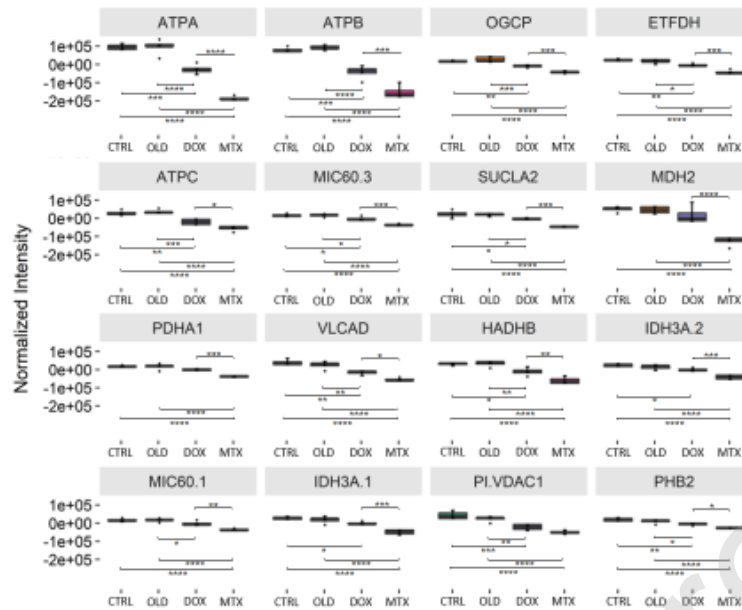 ATPA ATPB OGCP ETFDH
1e+05
0e+00
-1e+05
-2e+05
CTRL OLD DOX MTX CTRL OLD DOX MTX CTRL OLD DOX MTX CTRL OLD DOX MTX
ATPC MIC60.3 SUCLA2 MDH2
1e+05
0e+00
-1e+05
-2e+05
CTRL OLD DOX MTX CTRL OLD DOX MTX CTRL OLD DOX MTX CTRL OLD DOX MTX
Normalized Intensity
PDHA1 VLCAD HADHB IDH3A.2
1e+05
0e+00
-1e+05
-2e+05
CTRL OLD DOX MTX CTRL OLD DOX MTX CTRL OLD DOX MTX CTRL OLD DOX MTX
MIC60.1 IDH3A.1 PI.VDAC1 PHB2
1e+05
0e+00
-1e+05
-2e+05
CTRL OLD DOX MTX CTRL OLD DOX MTX CTRL OLD DOX MTX CTRL OLD DOX MTX